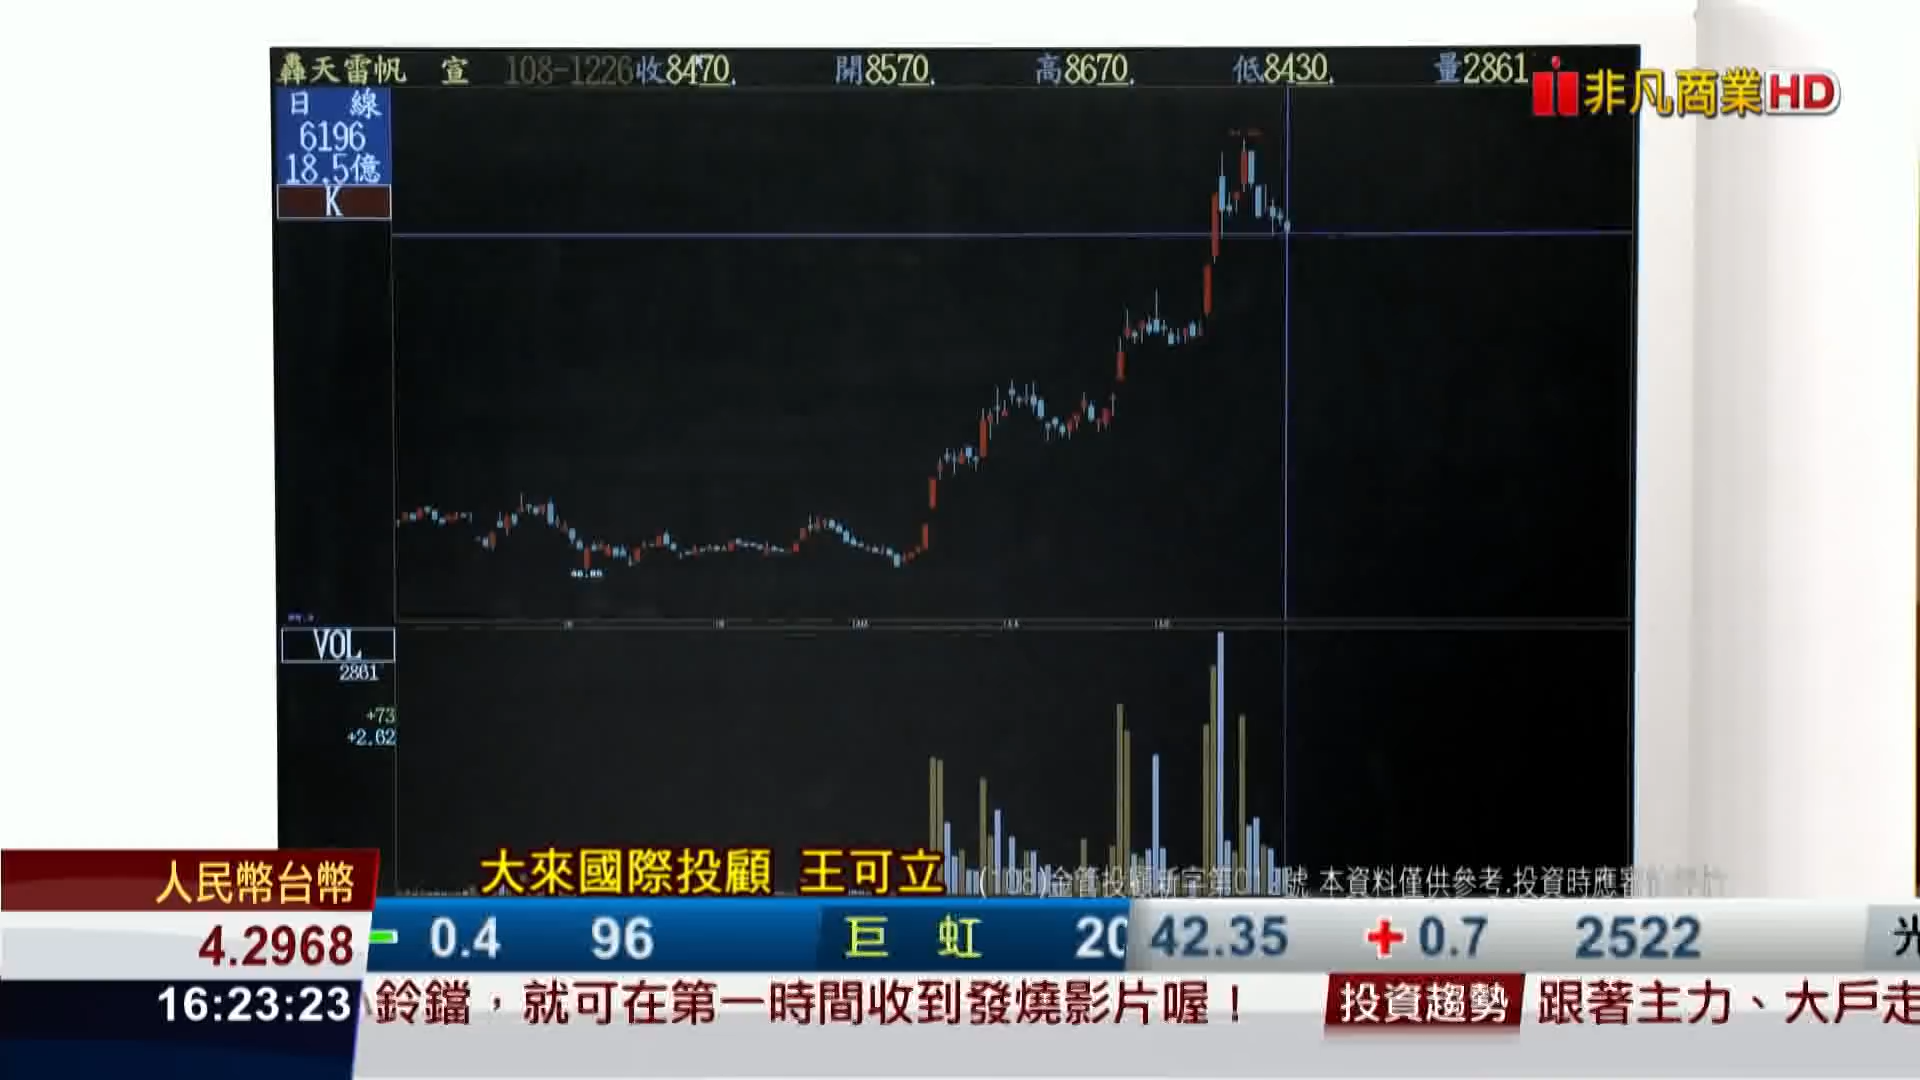 轟天雷帆 宣 108-1226收8470. 開8570. 高8670. 低8430. 量2861
非凡商業HD
日 線
6196
18.5億
K
VOL
2861
+73
+2.62
人民幣台幣
4.2968
16:23:23
大來國際投顧 王可立
本資料僅供參考.投資時應審
0.4 96 巨 虹 20
42.35 +0.7 2522
鈴鐺,就可在第一時間收到發燒影片喔!
投資趨勢 跟著主力、大戶走